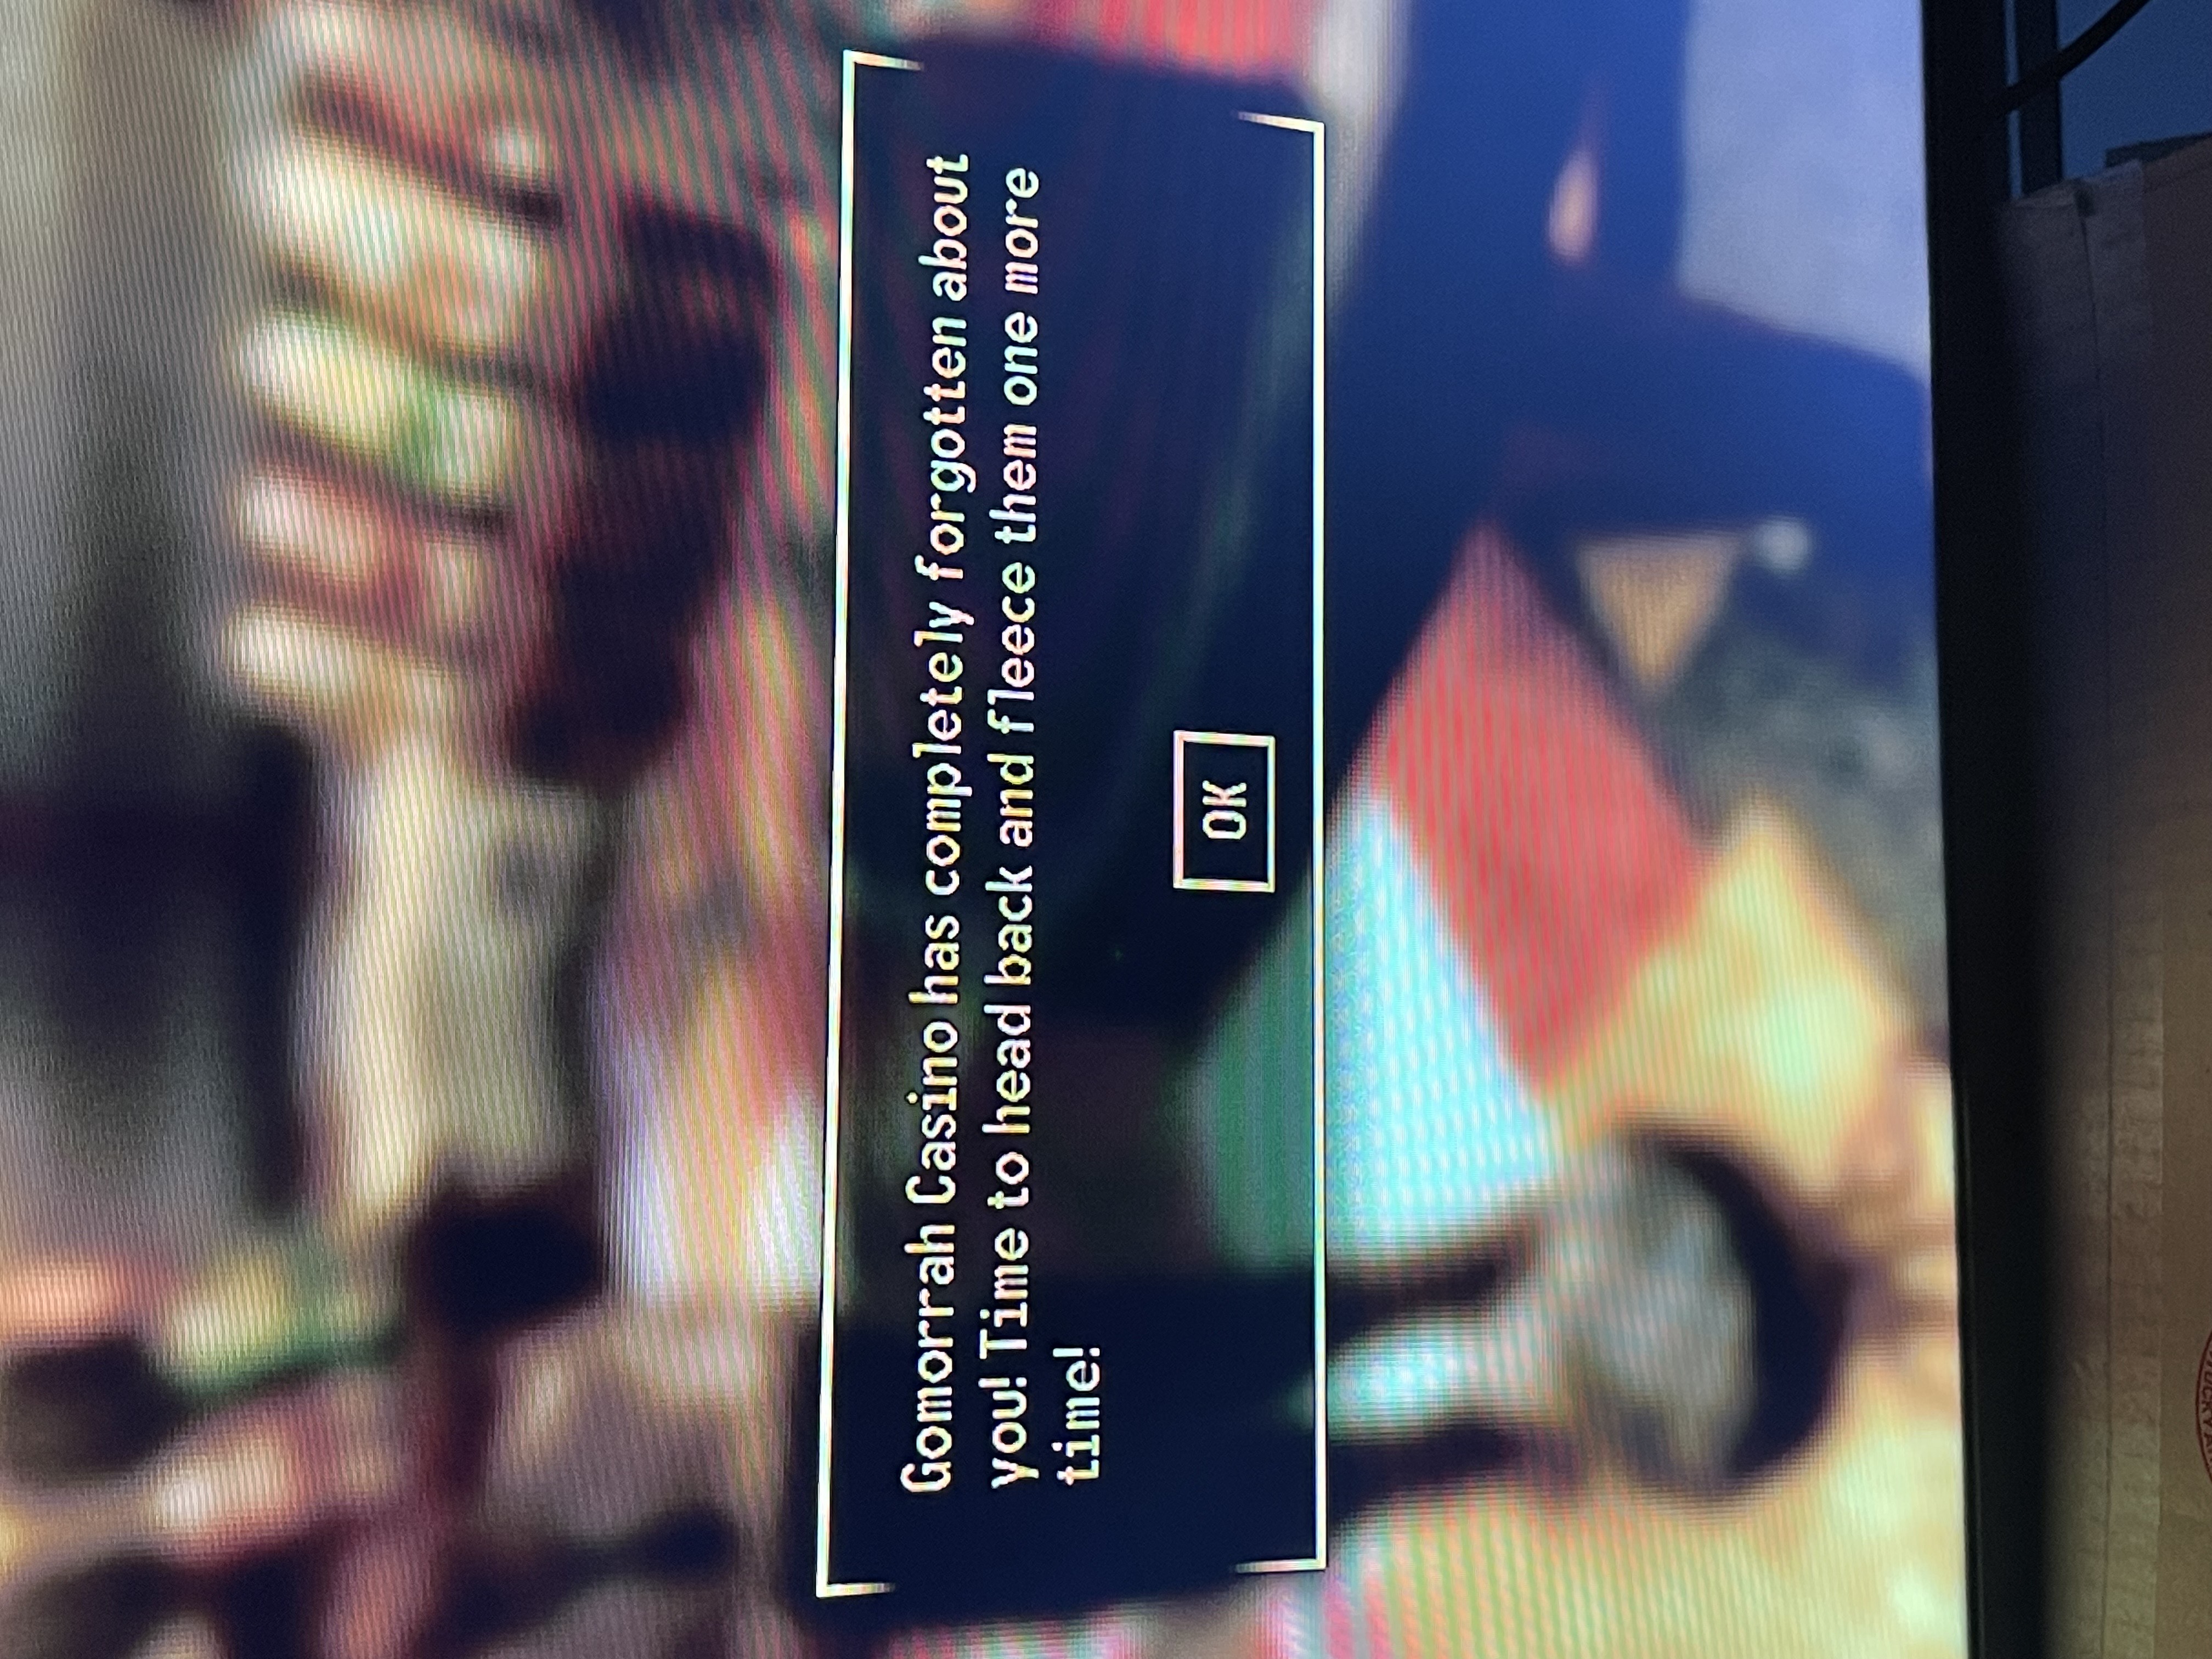 Gomorrah Casino has completely forgotten about
you! Time to head back and fleece them one more
time!
OK